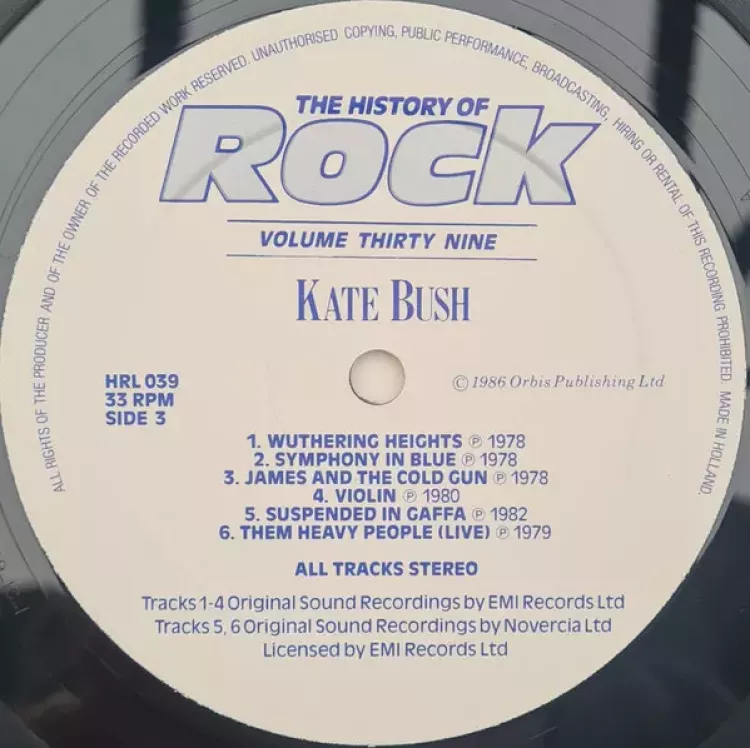 ALL RIGHTS OF THE PRODUCER AND OF THE OWNER OF THE RECORDED WORK RESERVED. UNAUTHORISED COPYING, PUBLIC PERFORMANCE, BROADCASTING, HIRING OR RENTAL OF THIS RECORDING PROHIBITED. MADE IN HOLLAND.
THE HISTORY OF
ROCK
VOLUME THIRTY NINE
KATE BUSH
HRL 039
33 RPM
SIDE 3
© 1986 Orbis Publishing Ltd
1. WUTHERING HEIGHTS ℗ 1978
2. SYMPHONY IN BLUE ℗ 1978
3. JAMES AND THE COLD GUN ℗ 1978
4. VIOLIN ℗ 1980
5. SUSPENDED IN GAFFA ℗ 1982
6. THEM HEAVY PEOPLE (LIVE) ℗ 1979
ALL TRACKS STEREO
Tracks 1-4 Original Sound Recordings by EMI Records Ltd
Tracks 5, 6 Original Sound Recordings by Novercia Ltd
Licensed by EMI Records Ltd